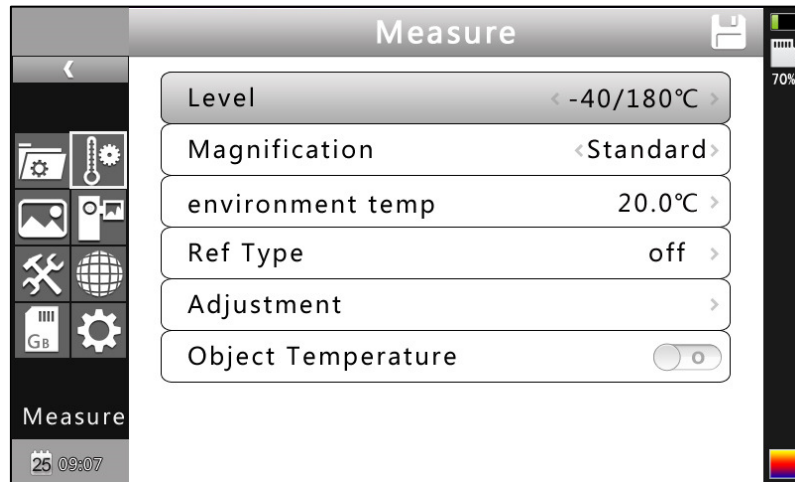 Measure
70%
Level -40/180℃
Magnification Standard
environment temp 20.0℃
Ref Type off
Adjustment
Object Temperature O
GB
Measure
25 09:07